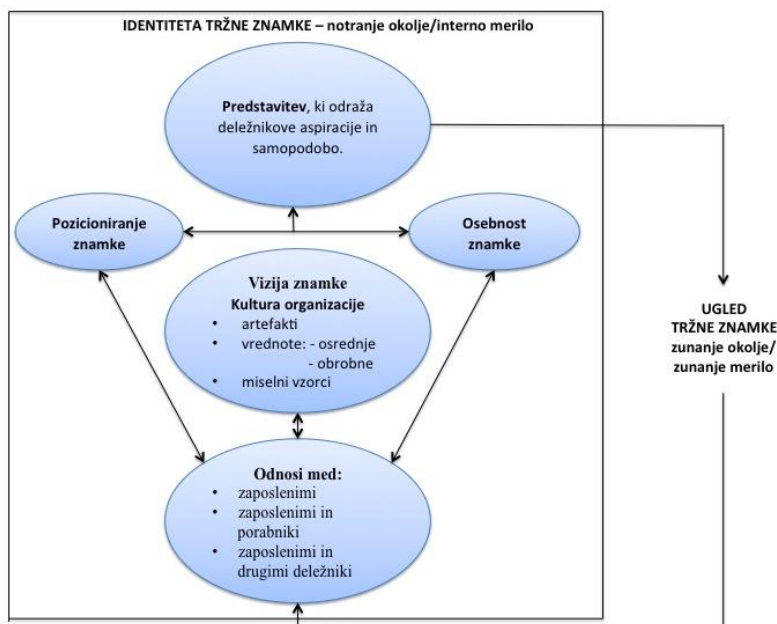 IDENTITETA TRŽNE ZNAMKE – notranje okolje/interno merilo
Predstavitev, ki odraža
deležnikove aspiracije in
samopodobo.
Pozicioniranje
znamke
Osebnost
znamke
Vizija znamke
Kultura organizacije
• artefakti
• vrednote: - osrednje
- obrobne
• miselni vzorci
UGLED
TRŽNE ZNAMKE
zunanje okolje/
zunanje merilo
Odnosi med:
• zaposlenimi
• zaposlenimi in
porabniki
• zaposlenimi in
drugimi deležniki